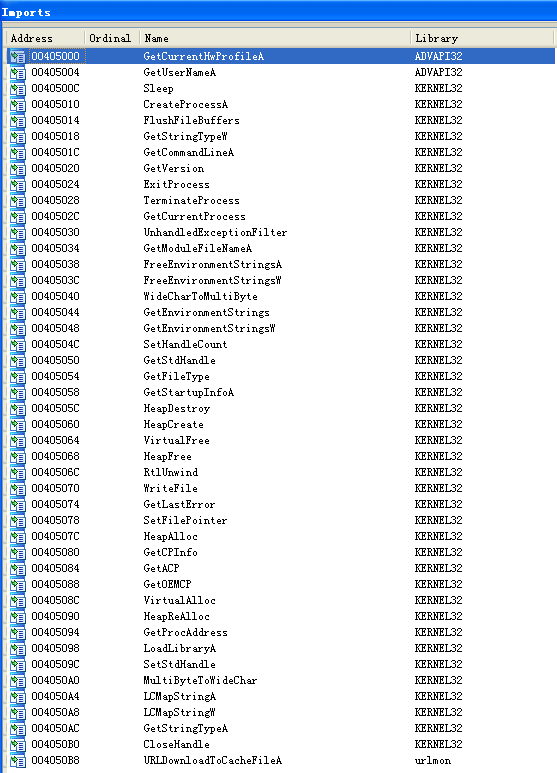 Imports
Address Ordinal Name Library
00405000 GetCurrentHwProfileA ADVAPI32
00405004 GetUserNameA ADVAPI32
0040500C Sleep KERNEL32
00405010 CreateProcessA KERNEL32
00405014 FlushFileBuffers KERNEL32
00405018 GetStringTypeW KERNEL32
0040501C GetCommandLineA KERNEL32
00405020 GetVersion KERNEL32
00405024 ExitProcess KERNEL32
00405028 TerminateProcess KERNEL32
0040502C GetCurrentProcess KERNEL32
00405030 UnhandledExceptionFilter KERNEL32
00405034 GetModuleFileNameA KERNEL32
00405038 FreeEnvironmentStringsA KERNEL32
0040503C FreeEnvironmentStringsW KERNEL32
00405040 WideCharToMultiByte KERNEL32
00405044 GetEnvironmentStrings KERNEL32
00405048 GetEnvironmentStringsW KERNEL32
0040504C SetHandleCount KERNEL32
00405050 GetStdHandle KERNEL32
00405054 GetFileType KERNEL32
00405058 GetStartupInfoA KERNEL32
0040505C HeapDestroy KERNEL32
00405060 HeapCreate KERNEL32
00405064 VirtualFree KERNEL32
00405068 HeapFree KERNEL32
0040506C RtlUnwind KERNEL32
00405070 WriteFile KERNEL32
00405074 GetLastError KERNEL32
00405078 SetFilePointer KERNEL32
0040507C HeapAlloc KERNEL32
00405080 GetCPInfo KERNEL32
00405084 GetACP KERNEL32
00405088 GetOEMCP KERNEL32
0040508C VirtualAlloc KERNEL32
00405090 HeapReAlloc KERNEL32
00405094 GetProcAddress KERNEL32
00405098 LoadLibraryA KERNEL32
0040509C SetStdHandle KERNEL32
004050A0 MultiByteToWideChar KERNEL32
004050A4 LCMapStringA KERNEL32
004050A8 LCMapStringW KERNEL32
004050AC GetStringTypeA KERNEL32
004050B0 CloseHandle KERNEL32
004050B8 URLDownloadToCacheFileA urlmon